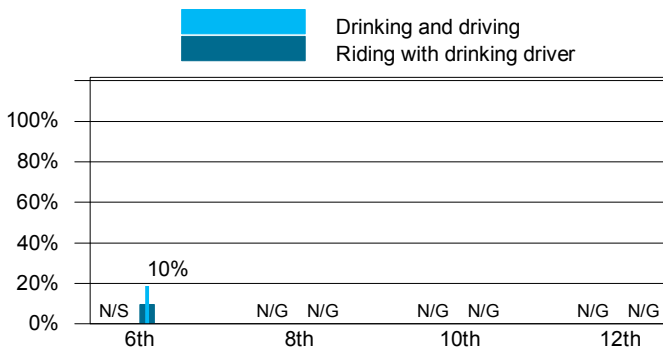 Drinking and driving
Riding with drinking driver
100%
80%
60%
40%
10%
20%
N/S N/G N/G N/G N/G N/G N/G
0%
6th 8th 10th 12th